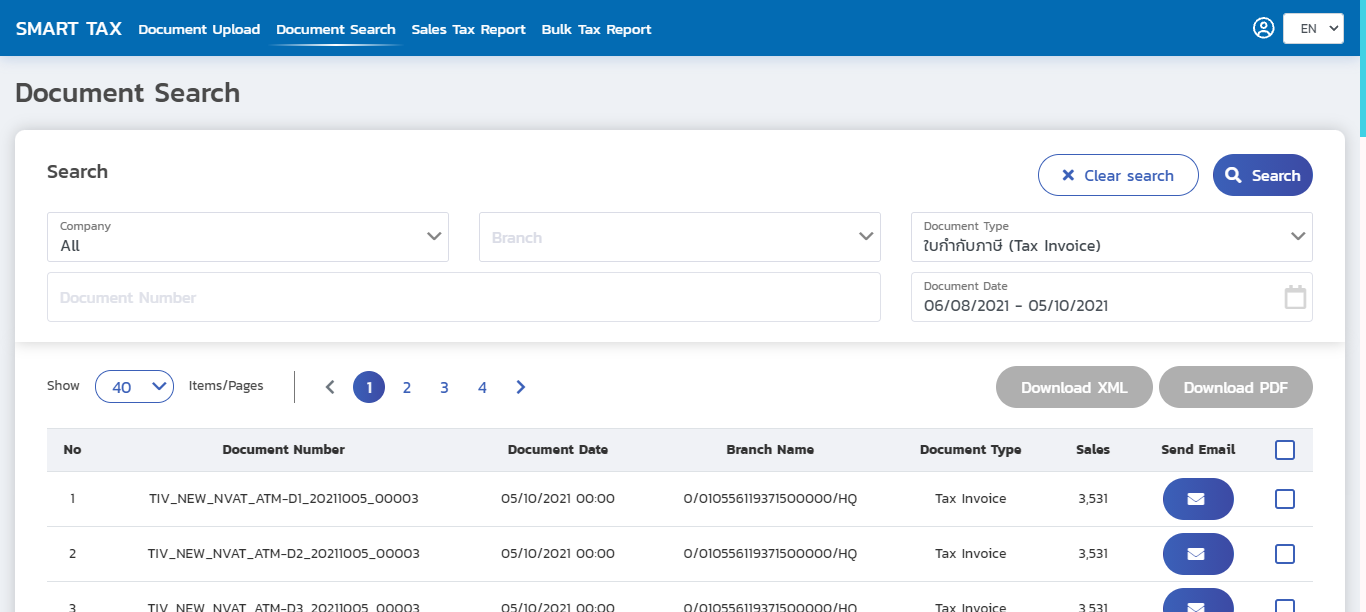 SMART TAX Document Upload Document Search Sales Tax Report Bulk Tax Report EN
Document Search
Search Clear search Search
Company
All
Branch
Document Type
ใบกำกับภาษี (Tax Invoice)
Document Number
Document Date
06/08/2021 - 05/10/2021
Show 40 Items/Pages 1 2 3 4 Download XML Download PDF
No Document Number Document Date Branch Name Document Type Sales Send Email
1 TIV_NEW_NVAT_ATM-D1_20211005_00003 05/10/2021 00:00 0/010556119371500000/HQ Tax Invoice 3,531
2 TIV_NEW_NVAT_ATM-D2_20211005_00003 05/10/2021 00:00 0/010556119371500000/HQ Tax Invoice 3,531
3 TIV_NEW_NVAT_ATM-D3_20211005_00003 05/10/2021 00:00 0/010556119371500000/HQ Tax Invoice 3,531